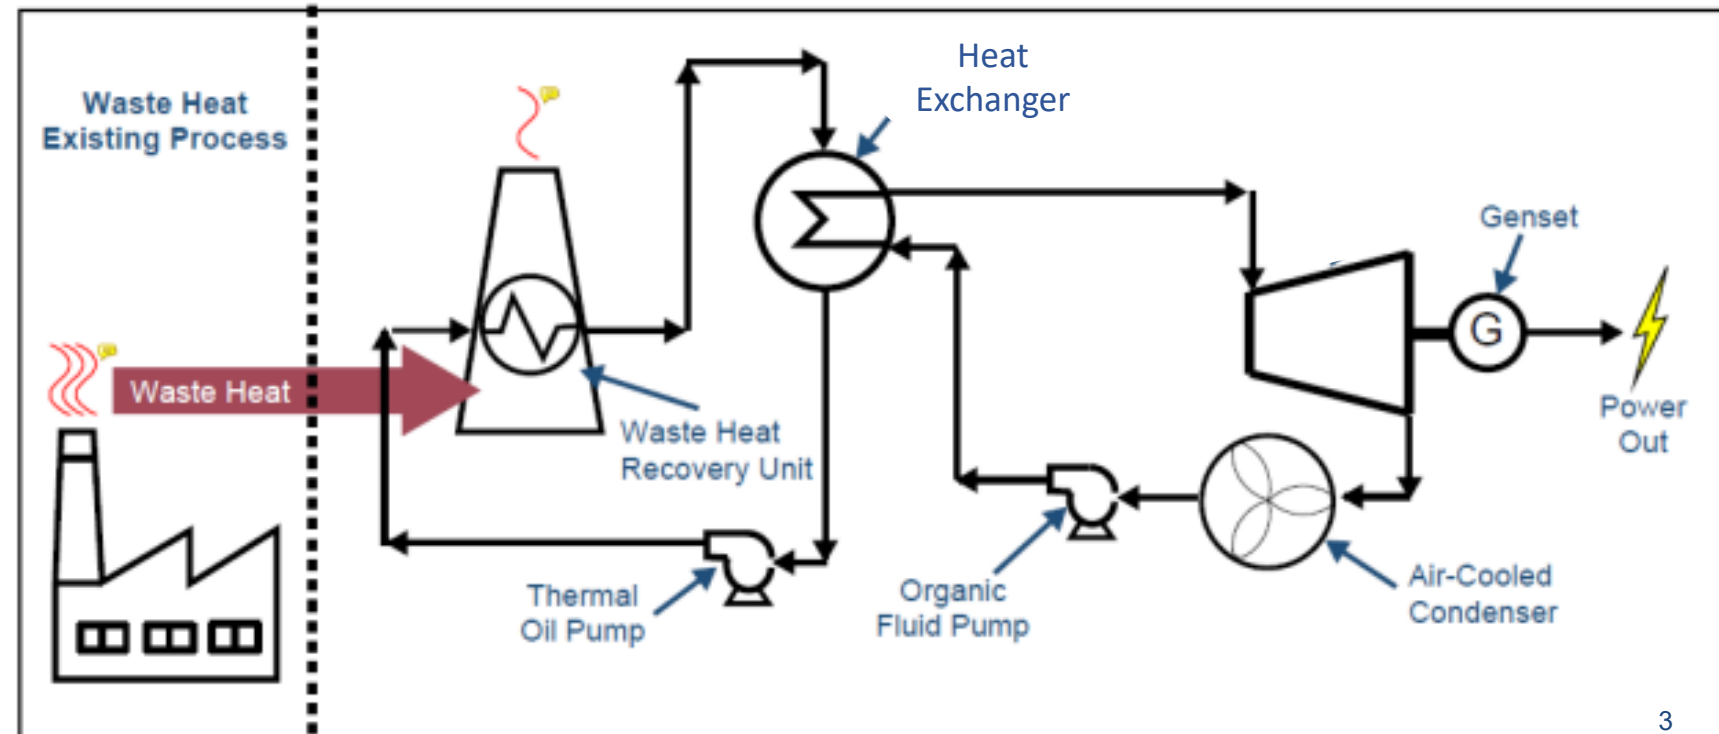 Waste Heat
Existing Process
Heat
Exchanger
Genset
G
Waste Heat
Power
Out
Waste Heat
Recovery Unit
Thermal
Oil Pump
Organic
Fluid Pump
Air-Cooled
Condenser
3